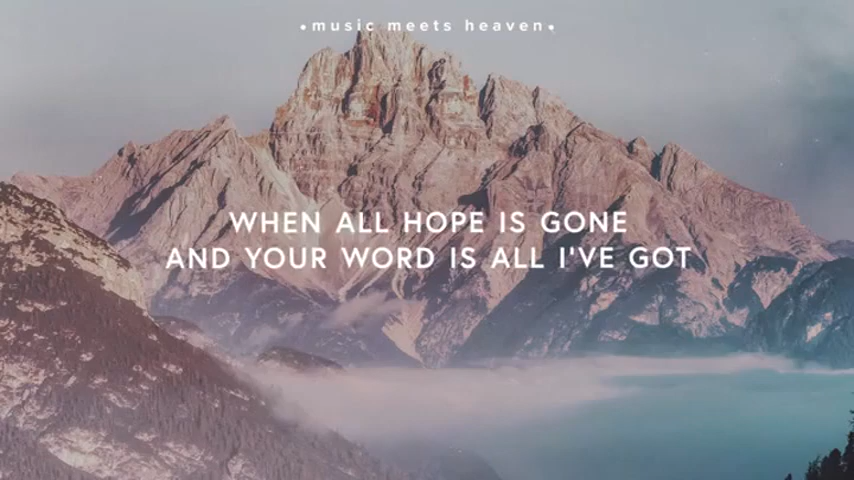 •music meets heaven•
WHEN ALL HOPE IS GONE
AND YOUR WORD IS ALL I'VE GOT